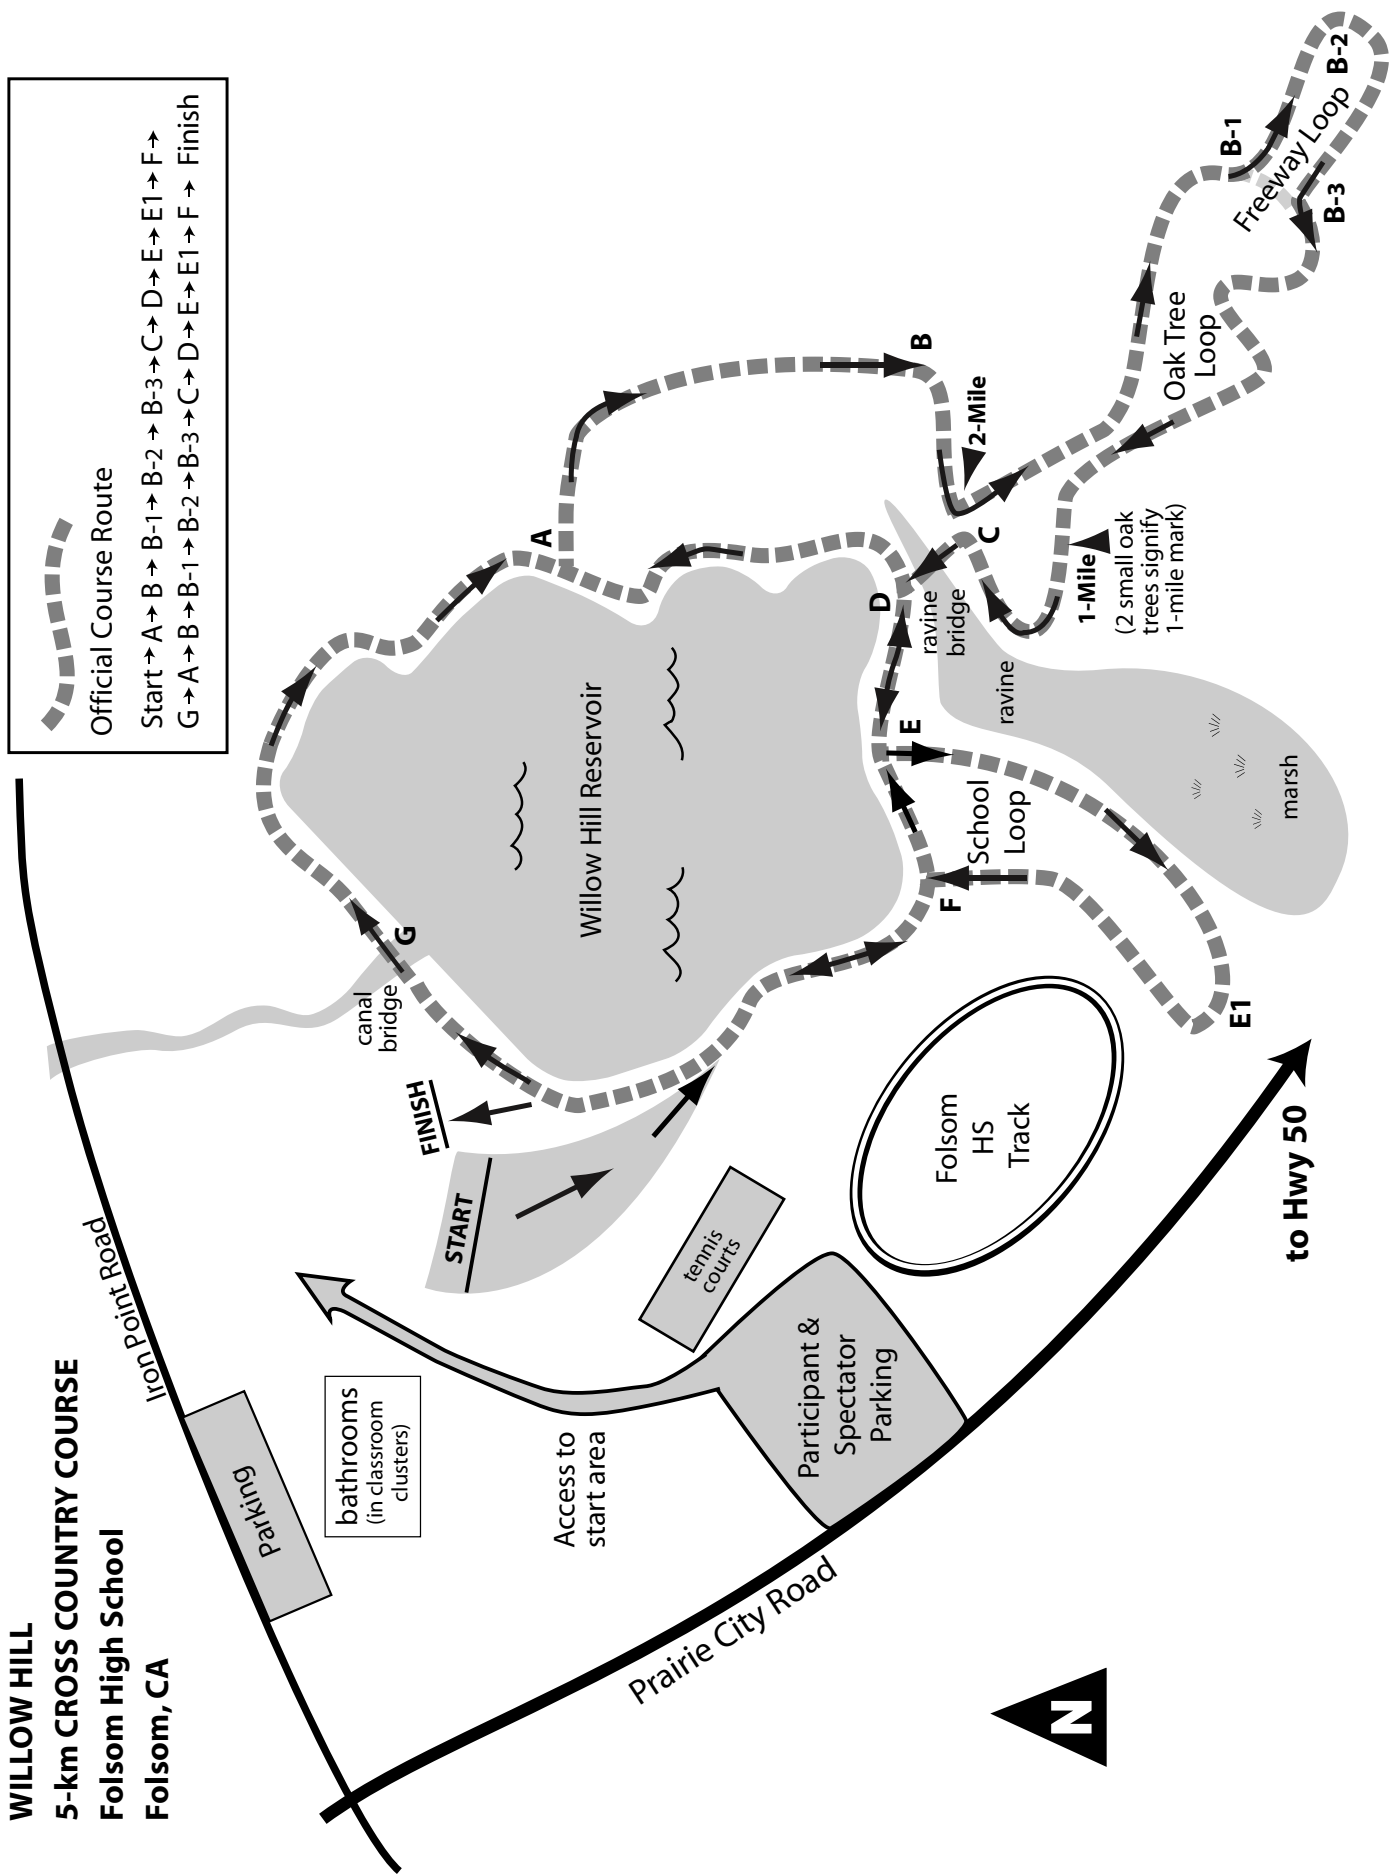 WILLOW HILL
5-km CROSS COUNTRY COURSE
Folsom High School
Folsom, CA
Official Course Route
Start → A → B → B-1 → B-2 → B-3 → C → D → E → E1 → F →
G → A → B → B-1 → B-2 → B-3 → C → D → E → E1 → F → Finish
Iron Point Road
Parking
bathrooms
(in classroom
clusters)
Access to
start area
START
FINISH
canal
bridge
G
A
B
2-Mile
Willow Hill Reservoir
tennis
courts
Participant &
Spectator
Parking
Prairie City Road
Folsom
HS
Track
F
School
Loop
E
D
ravine
bridge
C
ravine
1-Mile
(2 small oak
trees signify
1-mile mark)
Oak Tree
Loop
B-1
Freeway Loop
B-2
B-3
marsh
E1
to Hwy 50
N